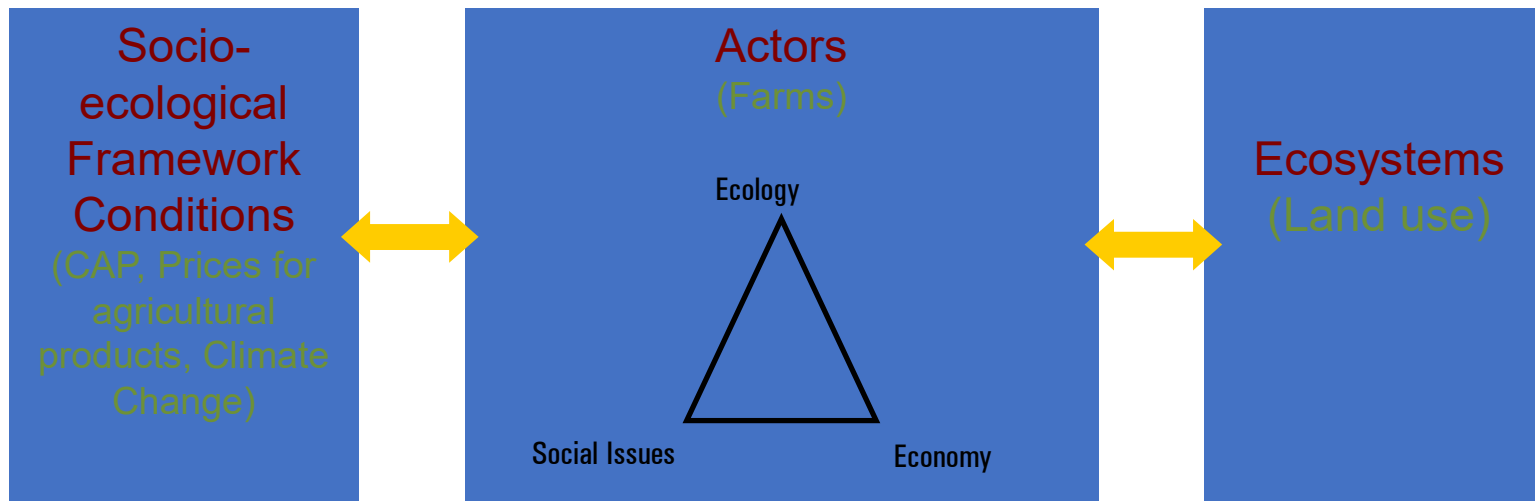 Socio-
ecological
Framework
Conditions
(CAP, Prices for
agricultural
products, Climate
Change)
Actors
(Farms)
Ecology
Social Issues
Economy
Ecosystems
(Land use)